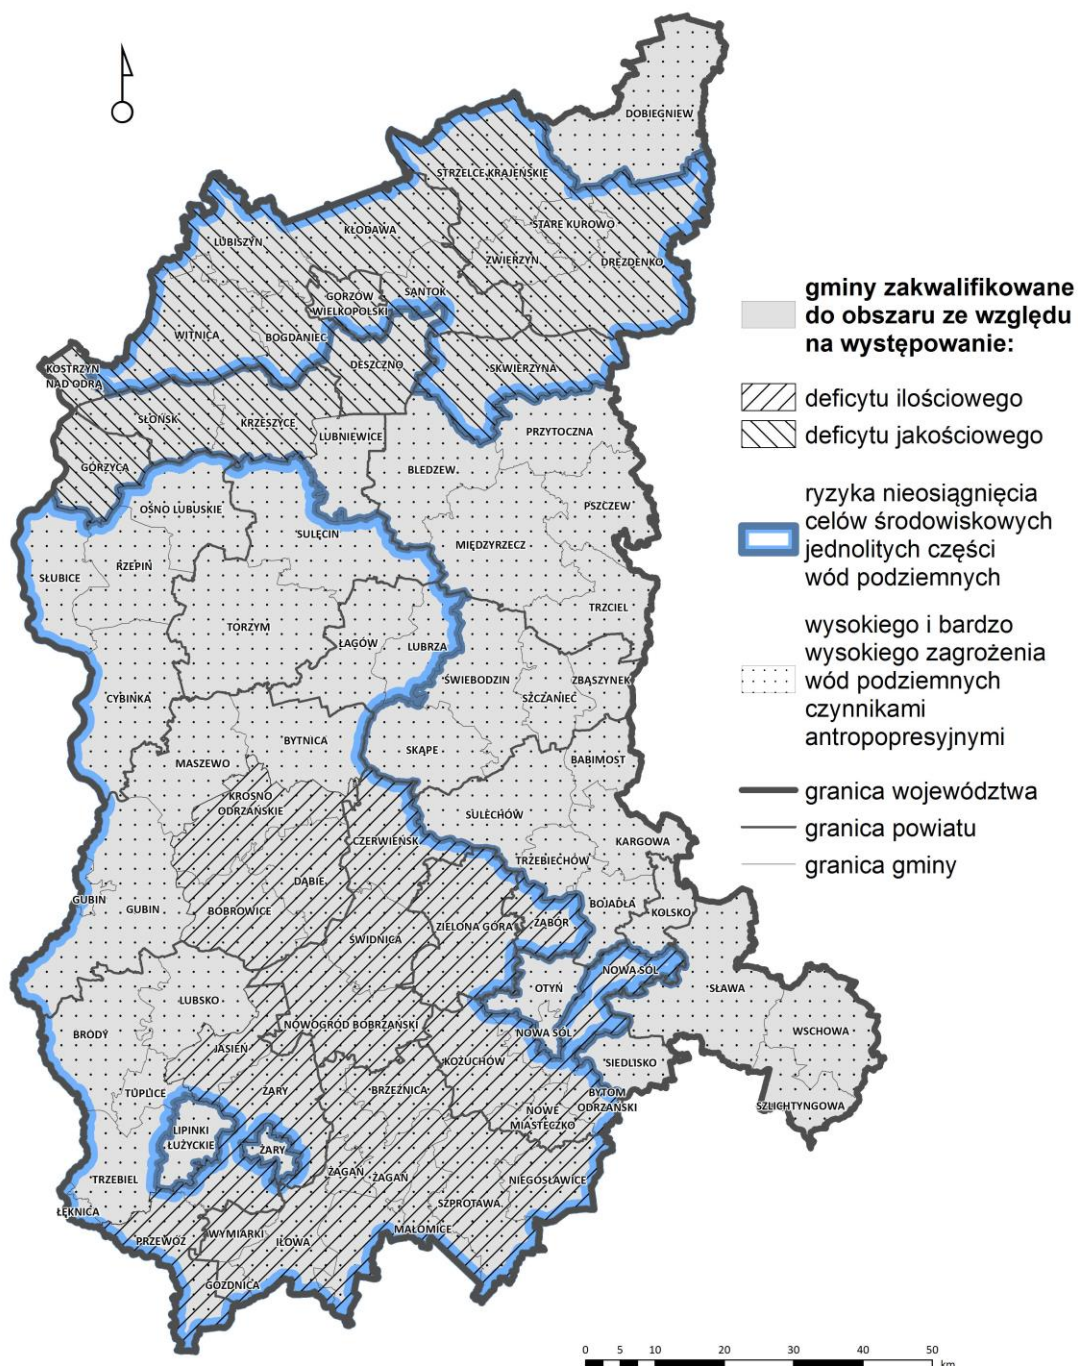 DOBIEGNIEW
STRZELCE KRAJEŃSKIE
STARE KUROWO
KŁODAWA
LUBISZYN
ZWIERZYN
DREZDENKO
SANTOK
GORZÓW
WIELKOPOLSKI
WITNICA
BOGDANIEC
DESZCZNO
SKWIERZYNA
KOSTRZYN
NAD ODRĄ
SŁOŃSK
KRZESZYCE
LUBNIEWICE
PRZYTOCZNA
GÓRZYCA
BLEDZEW
OŚNO LUBUSKIE
PSZCZEW
SULĘCIN
MIĘDZYRZECZ
RZEPIN
SŁUBICE
TRZCIEL
TORZYM
ŁAGÓW
LUBRZA
ŚWIEBODZIN
ZBĄSZYNEK
SZCZANIEC
CYBINKA
BYTNICA
SKĄPE
MASZEWO
BABIMOST
KROSNO
ODRZAŃSKIE
SULECHÓW
CZERWIEŃSK
KARGOWA
TRZEBIECHÓW
DĄBIE
GUBIN
GUBIN
BOBROWICE
BOJADŁA
KOLSKO
ZABÓR
ZIELONA GÓRA
ŚWIDNICA
NOWA SÓL
OTYŃ
SŁAWA
LUBSKO
NOWOGRÓD BOBRZAŃSKI
NOWA SÓL
WSCHOWA
BRODY
JASIEŃ
KOŻUCHÓW
SIEDLISKO
TUPLICE
ŻARY
BRZEŹNICA
BYTOM
ODRZAŃSKI
SZLICHTYNGOWA
NOWE
MIASTECZKO
LIPINKI
ŁUŻYCKIE
ŻARY
ŻAGAŃ
ŻAGAŃ
NIEGOSŁAWICE
TRZEBIEL
SZPROTAWA
ŁĘKNICA
MAŁOMICE
PRZEWÓZ
WYMIARKI
IŁOWA
GOZDNICA
gminy zakwalifikowane
do obszaru ze względu
na występowanie:
deficytu ilościowego
deficytu jakościowego
ryzyka nieosiągnięcia
celów środowiskowych
jednolitych części
wód podziemnych
wysokiego i bardzo
wysokiego zagrożenia
wód podziemnych
czynnikami
antropopresyjnymi
granica województwa
granica powiatu
granica gminy
0 5 10 20 30 40 50
km